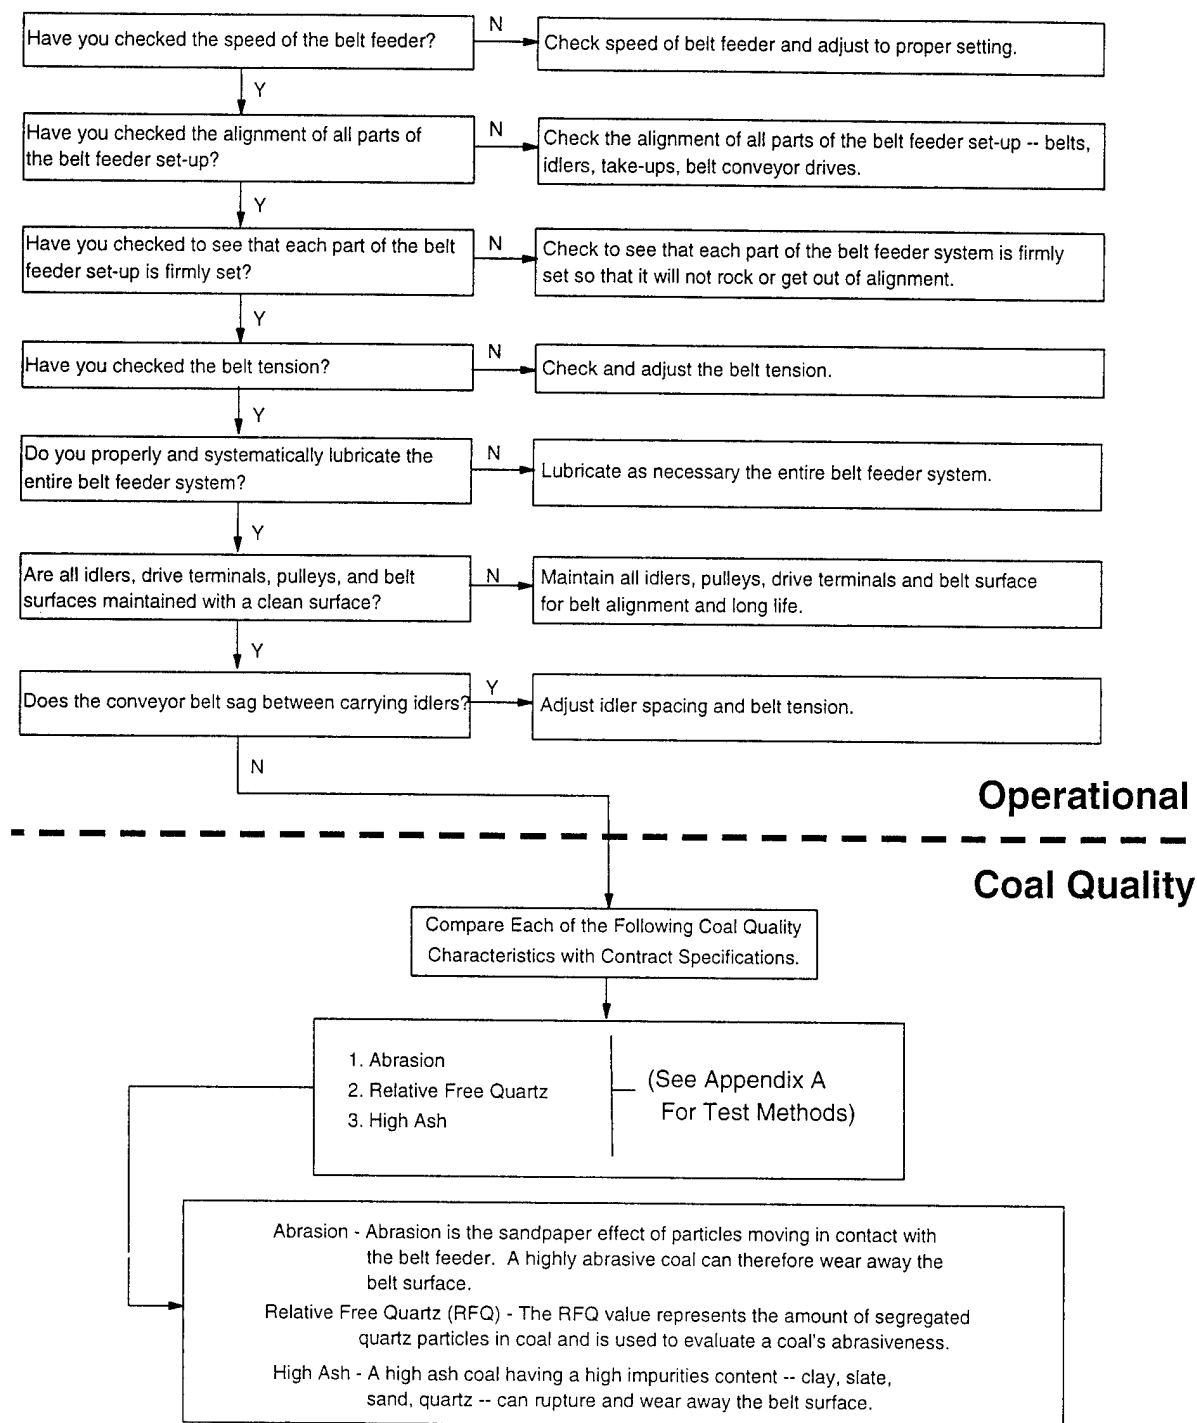 Have you checked the speed of the belt feeder?
N
Check speed of belt feeder and adjust to proper setting.
Y
Have you checked the alignment of all parts of
the belt feeder set-up?
N
Check the alignment of all parts of the belt feeder set-up -- belts,
idlers, take-ups, belt conveyor drives.
Y
Have you checked to see that each part of the belt
feeder set-up is firmly set?
N
Check to see that each part of the belt feeder system is firmly
set so that it will not rock or get out of alignment.
Y
Have you checked the belt tension?
N
Check and adjust the belt tension.
Y
Do you properly and systematically lubricate the
entire belt feeder system?
N
Lubricate as necessary the entire belt feeder system.
Y
Are all idlers, drive terminals, pulleys, and belt
surfaces maintained with a clean surface?
N
Maintain all idlers, pulleys, drive terminals and belt surface
for belt alignment and long life.
Y
Does the conveyor belt sag between carrying idlers?
Y
Adjust idler spacing and belt tension.
N
Operational
Coal Quality
Compare Each of the Following Coal Quality
Characteristics with Contract Specifications.
1. Abrasion
2. Relative Free Quartz
3. High Ash
(See Appendix A
For Test Methods)
Abrasion - Abrasion is the sandpaper effect of particles moving in contact with
the belt feeder. A highly abrasive coal can therefore wear away the
belt surface.
Relative Free Quartz (RFQ) - The RFQ value represents the amount of segregated
quartz particles in coal and is used to evaluate a coal's abrasiveness.
High Ash - A high ash coal having a high impurities content -- clay, slate,
sand, quartz -- can rupture and wear away the belt surface.